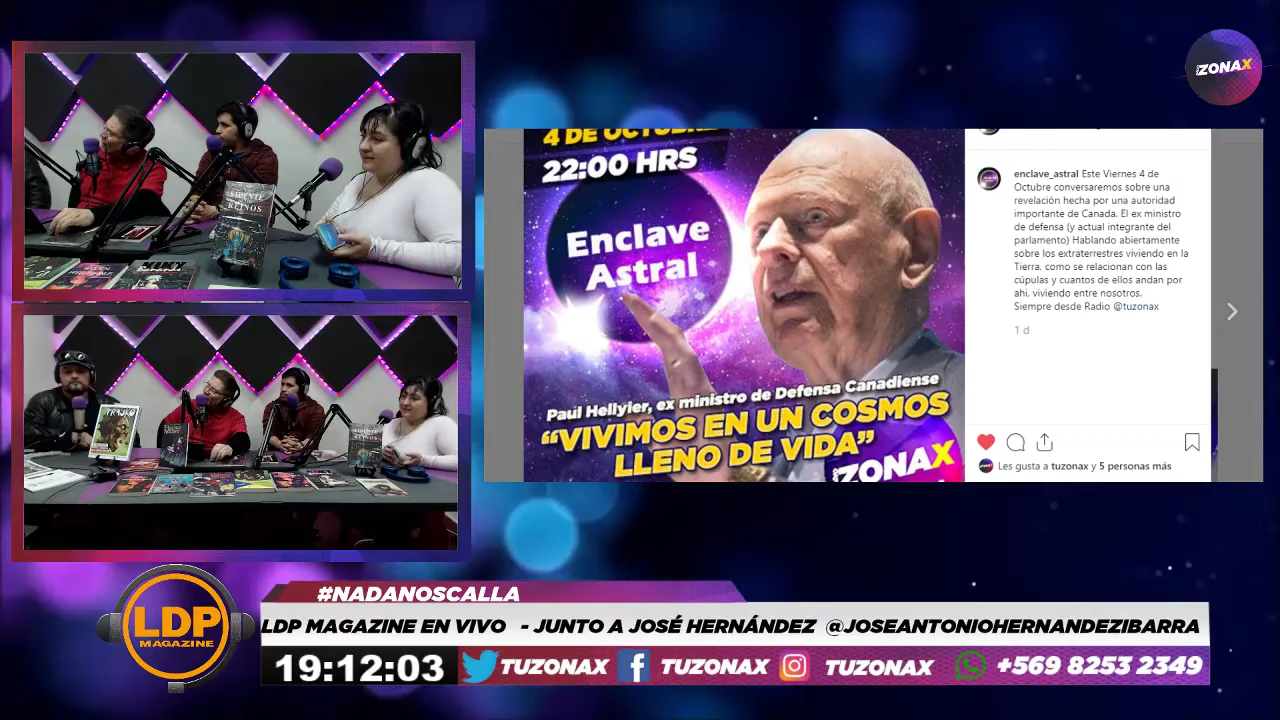 ZONAX
4 DE OCTUBRE
22:00 HRS
Enclave
Astral
Paul Hellyier, ex ministro de Defensa Canadiense
“VIVIMOS EN UN COSMOS
LLENO DE VIDA”
ZONAX
enclave_astral Este Viernes 4 de
Octubre conversaremos sobre una
revelación hecha por una autoridad
importante de Canada. El ex ministro
de defensa (y actual integrante del
parlamento) Hablando abiertamente
sobre los extraterrestres viviendo en la
Tierra, como se relacionan con las
cúpulas y cuantos de ellos andan por
ahi, viviendo entre nosotros.
Siempre desde Radio @tuzonax
1 d
Les gusta a tuzonax y 5 personas más
VIDENTE
REINOS
REINOS
LDP
MAGAZINE
#NADANOSCALLA
LDP MAGAZINE EN VIVO - JUNTO A JOSÉ HERNÁNDEZ @JOSEANTONIOHERNANDEZIBARRA
19:12:03 TUZONAX TUZONAX TUZONAX +569 8253 2349